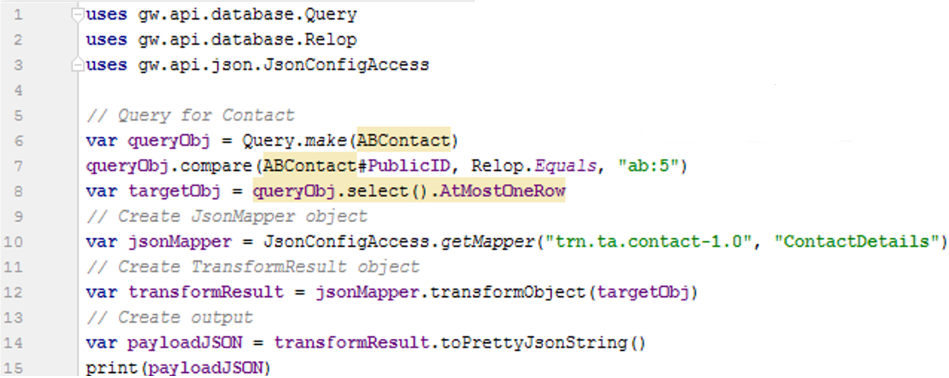 1 uses gw.api.database.Query
2 uses gw.api.database.Relop
3 uses gw.api.json.JsonConfigAccess
4
5 // Query for Contact
6 var queryObj = Query.make(ABContact)
7 queryObj.compare(ABContact#PublicID, Relop.Equals, "ab:5")
8 var targetObj = queryObj.select().AtMostOneRow
9 // Create JsonMapper object
10 var jsonMapper = JsonConfigAccess.getMapper("trn.ta.contact-1.0", "ContactDetails")
11 // Create TransformResult object
12 var transformResult = jsonMapper.transformObject(targetObj)
13 // Create output
14 var payloadJSON = transformResult.toPrettyJsonString()
15 print(payloadJSON)